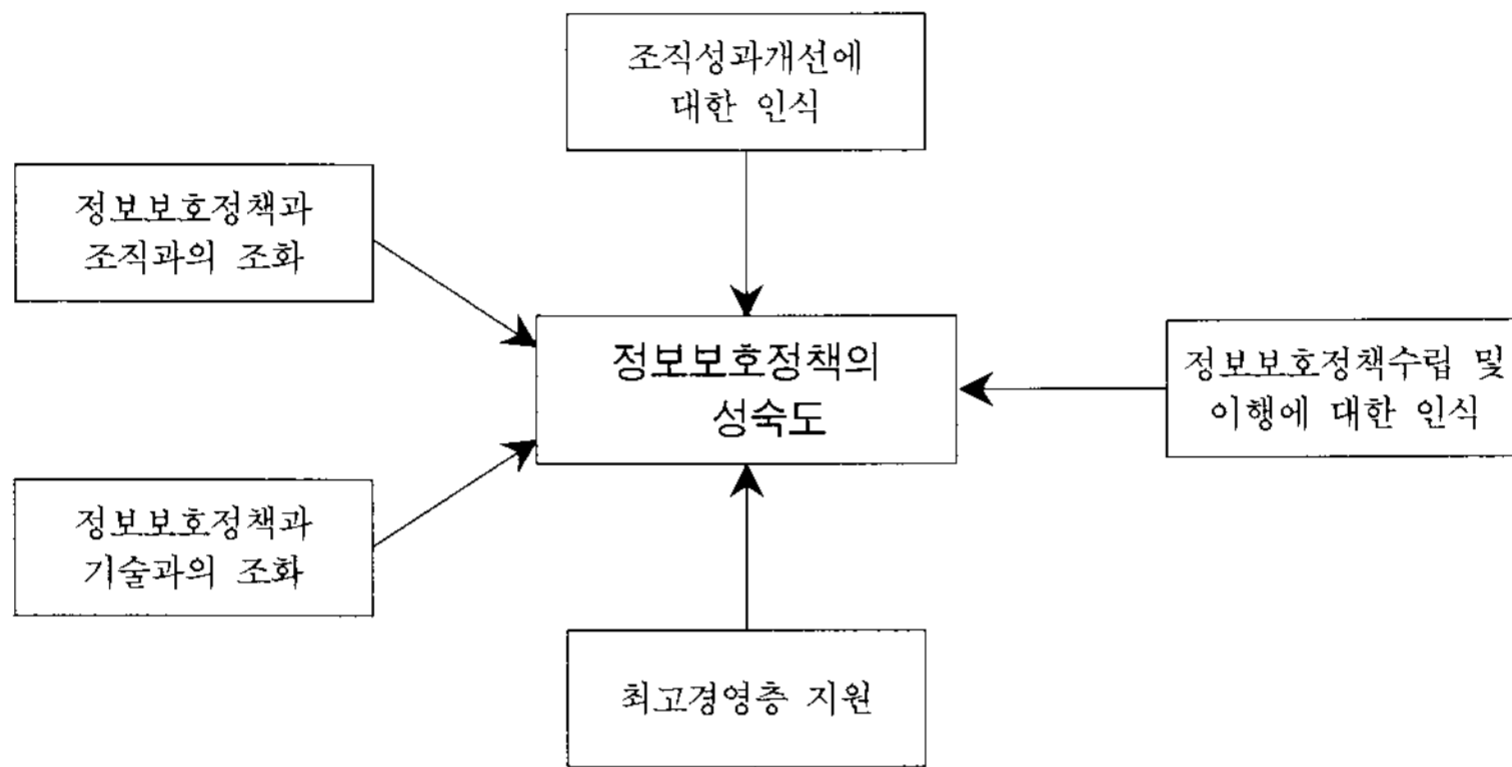 조직성과개선에
대한 인식
정보보호정책과
조직과의 조화
정보보호정책의
성숙도
정보보호정책수립 및
이행에 대한 인식
정보보호정책과
기술과의 조화
최고경영층 지원